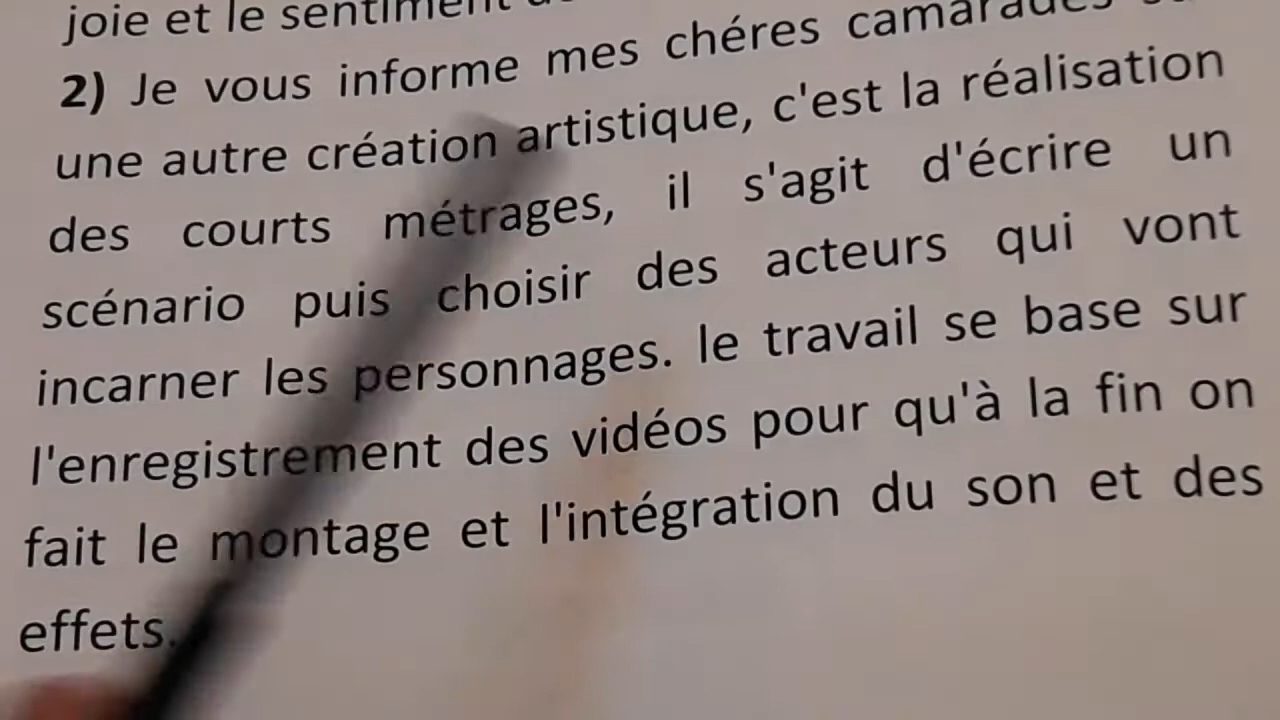 joie et le sentiment
2) Je vous informe mes chéres camarades
une autre création artistique, c'est la réalisation
des courts métrages, il s'agit d'écrire un
scénario puis choisir des acteurs qui vont
incarner les personnages. le travail se base sur
l'enregistrement des vidéos pour qu'à la fin on
fait le montage et l'intégration du son et des
effets.